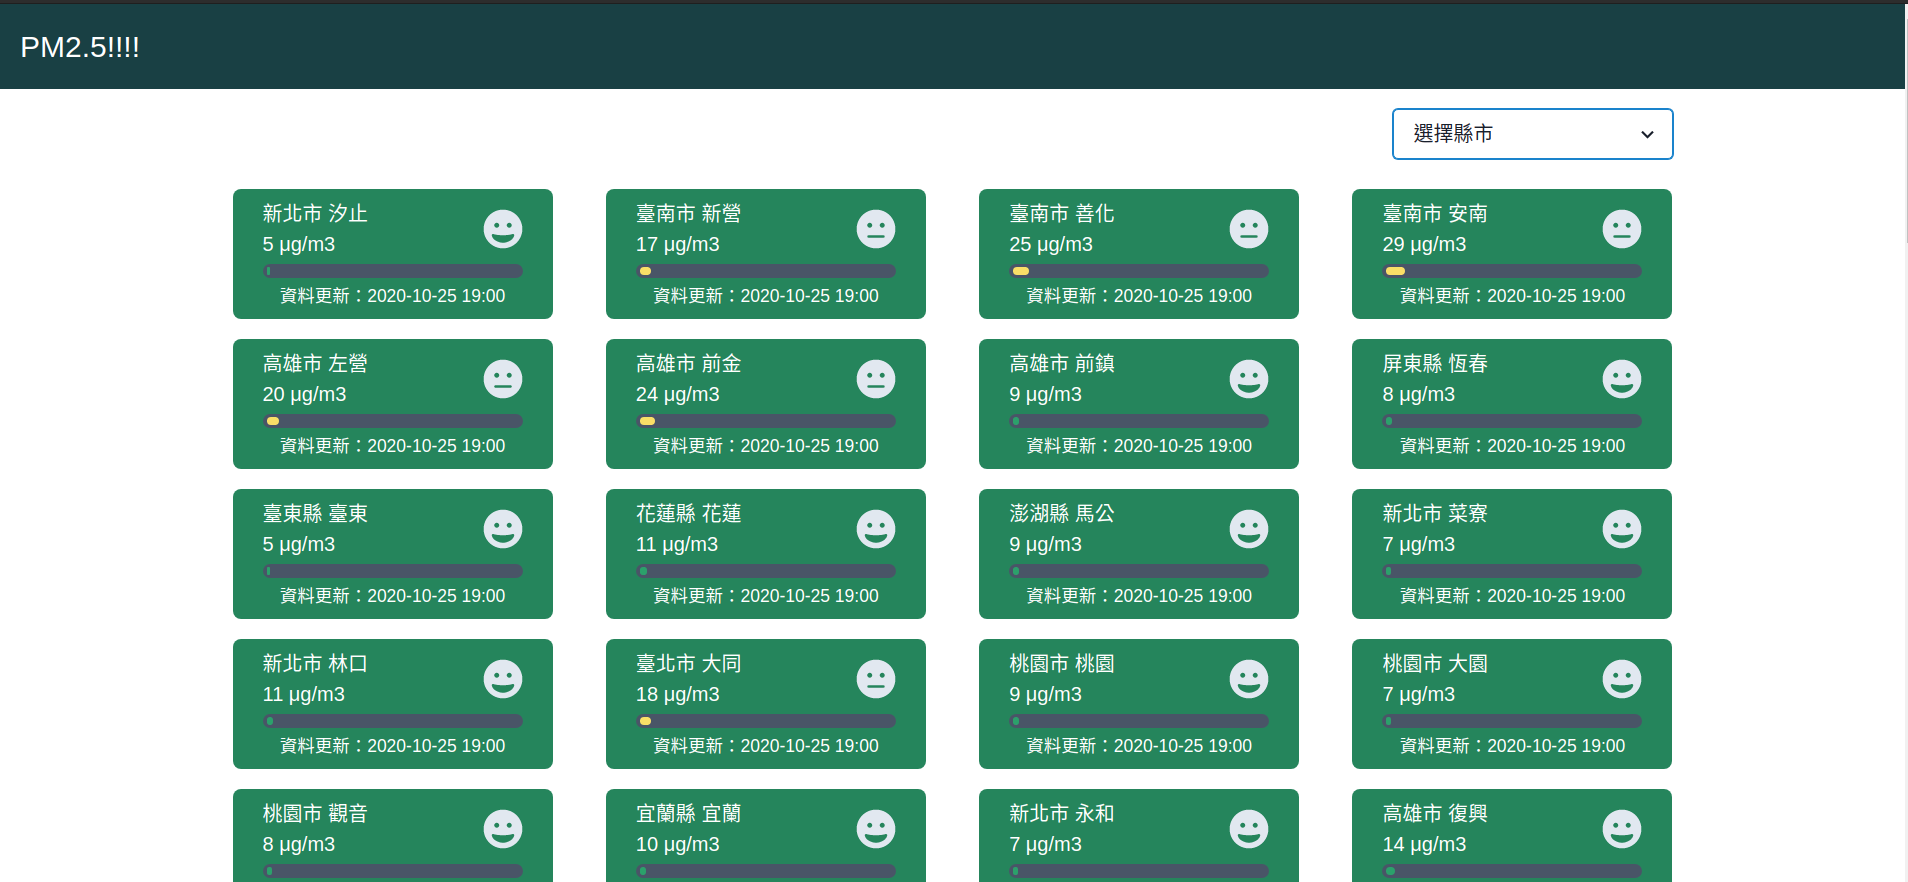 PM2.5!!!!
選擇縣市
新北市 汐止
5 μg/m3
資料更新：2020-10-25 19:00
臺南市 新營
17 μg/m3
資料更新：2020-10-25 19:00
臺南市 善化
25 μg/m3
資料更新：2020-10-25 19:00
臺南市 安南
29 μg/m3
資料更新：2020-10-25 19:00
高雄市 左營
20 μg/m3
資料更新：2020-10-25 19:00
高雄市 前金
24 μg/m3
資料更新：2020-10-25 19:00
高雄市 前鎮
9 μg/m3
資料更新：2020-10-25 19:00
屏東縣 恆春
8 μg/m3
資料更新：2020-10-25 19:00
臺東縣 臺東
5 μg/m3
資料更新：2020-10-25 19:00
花蓮縣 花蓮
11 μg/m3
資料更新：2020-10-25 19:00
澎湖縣 馬公
9 μg/m3
資料更新：2020-10-25 19:00
新北市 菜寮
7 μg/m3
資料更新：2020-10-25 19:00
新北市 林口
11 μg/m3
資料更新：2020-10-25 19:00
臺北市 大同
18 μg/m3
資料更新：2020-10-25 19:00
桃園市 桃園
9 μg/m3
資料更新：2020-10-25 19:00
桃園市 大園
7 μg/m3
資料更新：2020-10-25 19:00
桃園市 觀音
8 μg/m3
宜蘭縣 宜蘭
10 μg/m3
新北市 永和
7 μg/m3
高雄市 復興
14 μg/m3